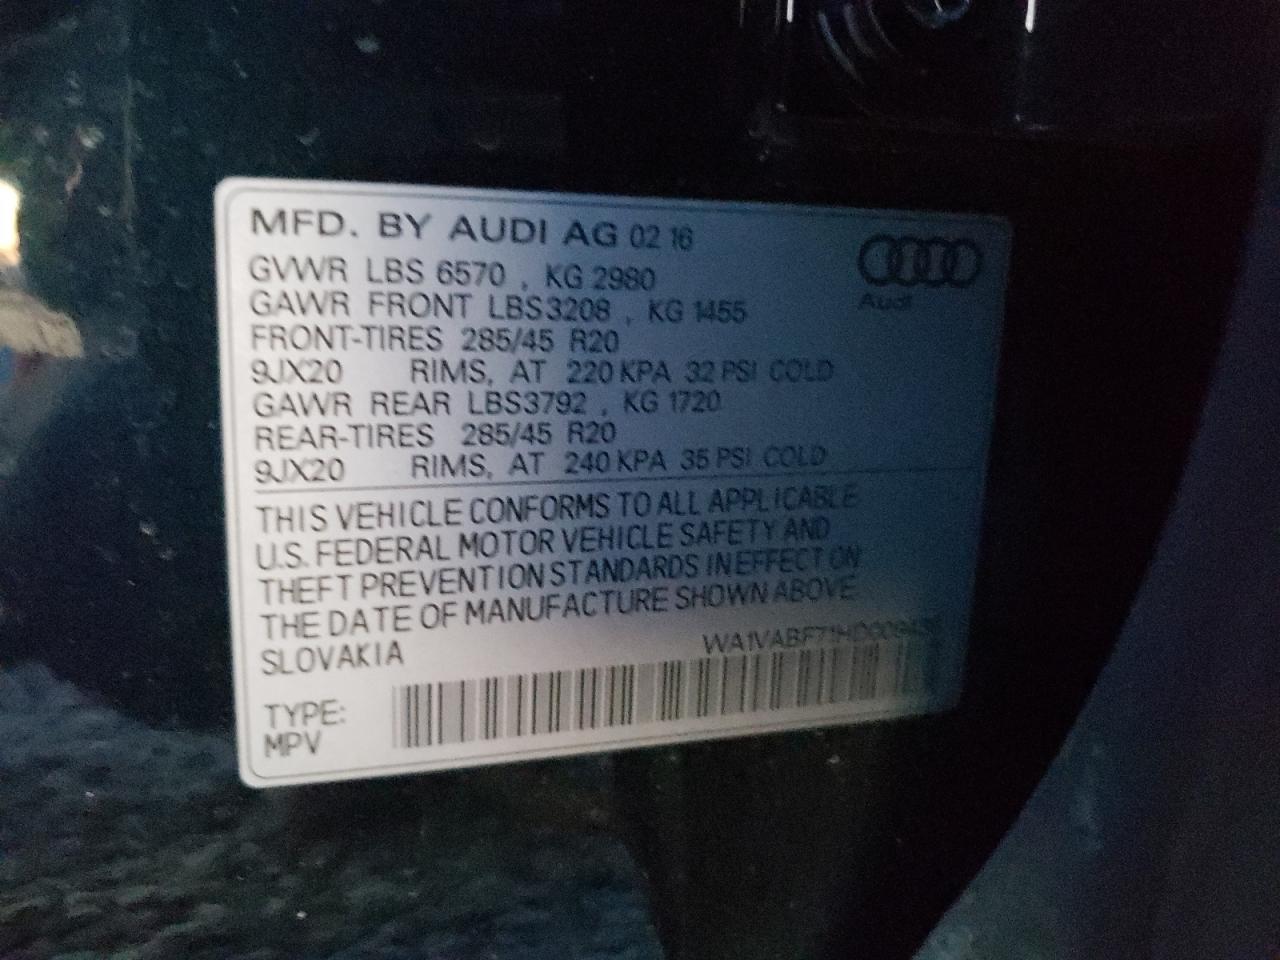 MFD. BY AUDI AG 02 16
GVWR LBS 6570 , KG 2980
GAWR FRONT LBS3208 , KG 1455
FRONT-TIRES 285/45 R20
9JX20 RIMS, AT 220 KPA 32 PSI COLD
GAWR REAR LBS3792 , KG 1720
REAR-TIRES 285/45 R20
9JX20 RIMS, AT 240 KPA 35 PSI COLD
Audi
THIS VEHICLE CONFORMS TO ALL APPLICABLE
U.S. FEDERAL MOTOR VEHICLE SAFETY AND
THEFT PREVENTION STANDARDS IN EFFECT ON
THE DATE OF MANUFACTURE SHOWN ABOVE
SLOVAKIA
TYPE:
MPV